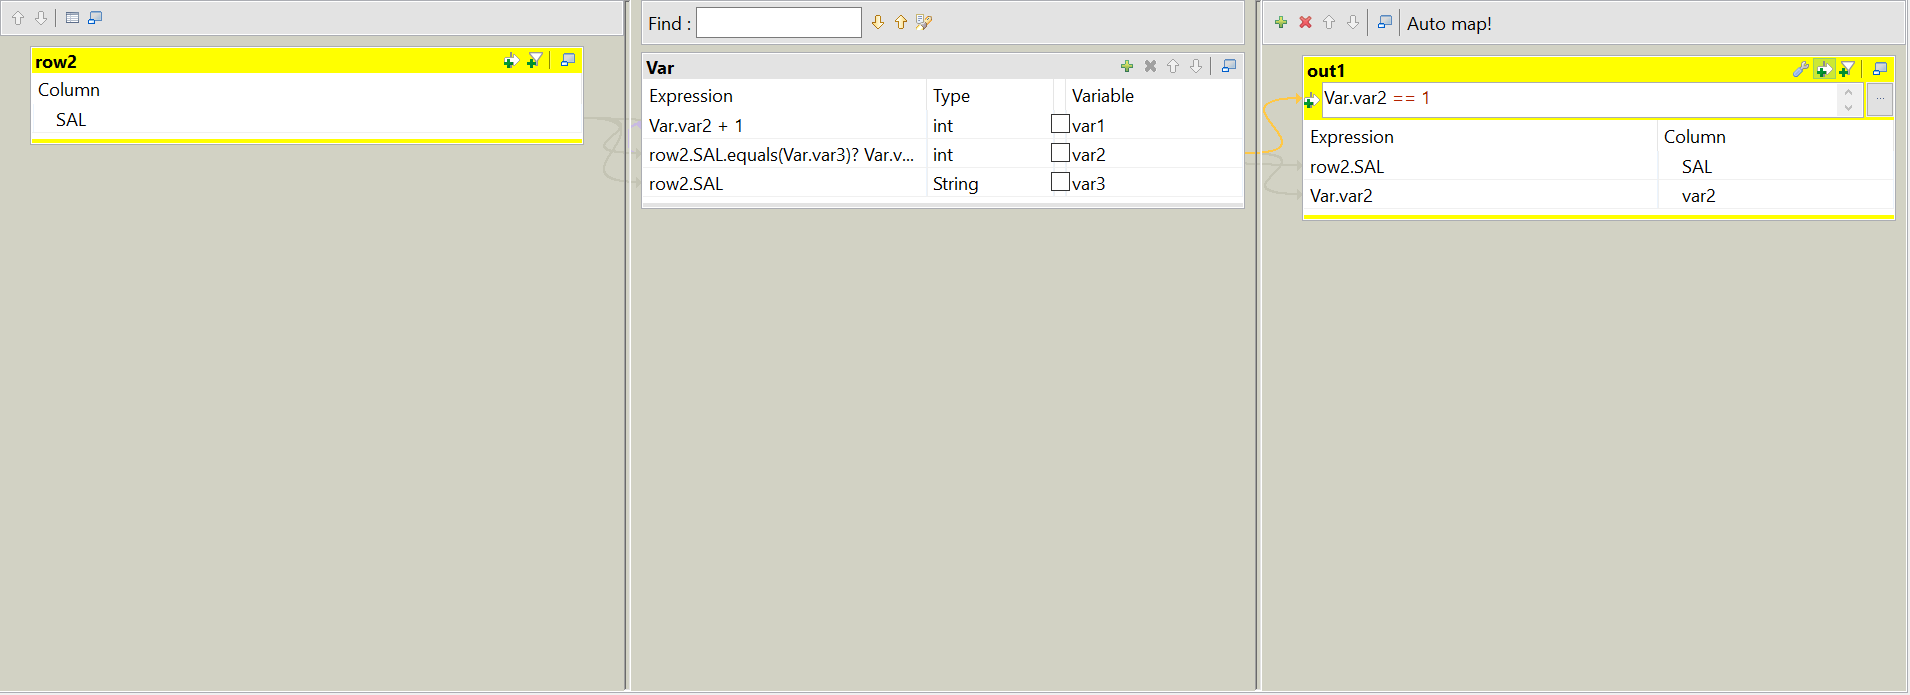 row2
Column
SAL
Find :
Var
Expression Type Variable
Var.var2 + 1 int var1
row2.SAL.equals(Var.var3)? Var.v... int var2
row2.SAL String var3
Auto map!
out1
Var.var2 == 1 ...
Expression Column
row2.SAL SAL
Var.var2 var2